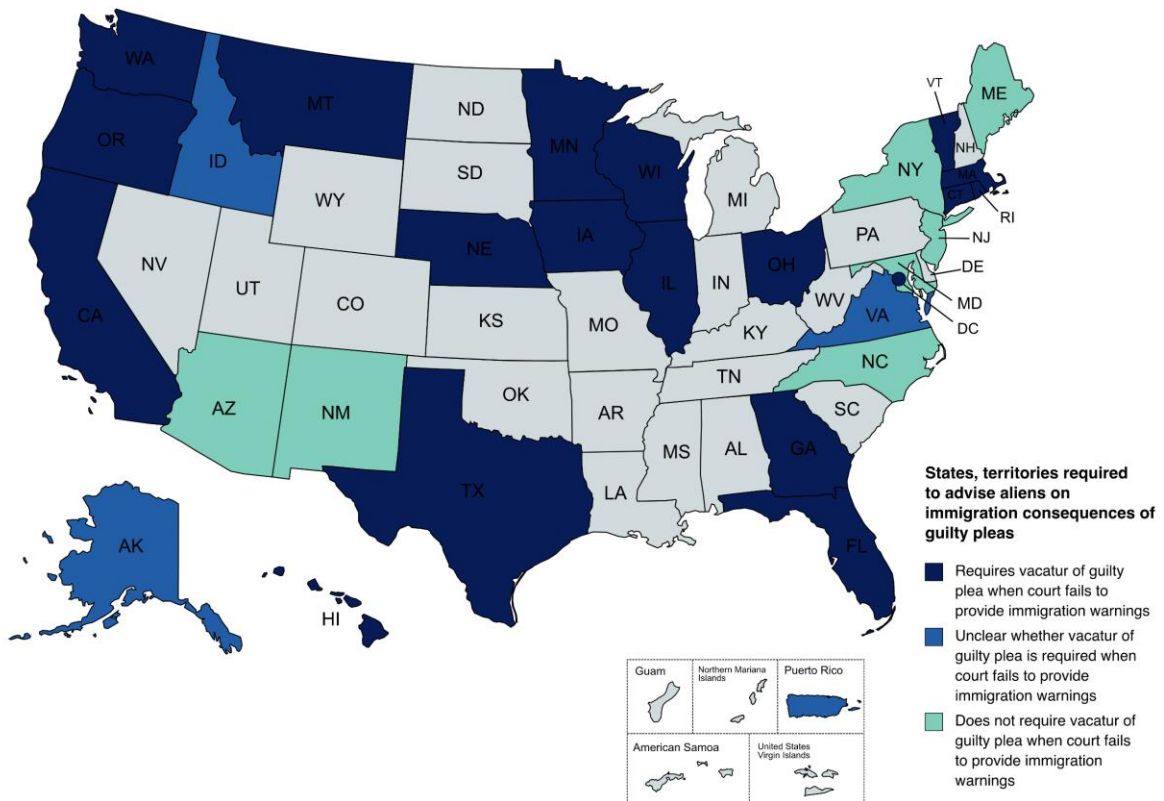 WA
MT
ND
MN
VT
ME
OR
ID
SD
WI
NY
NH
MA
CT
RI
WY
MI
NE
IA
PA
NJ
NV
UT
CO
IL
IN
OH
DE
CA
KS
MO
WV
VA
MD
DC
KY
AZ
NM
OK
AR
TN
NC
SC
TX
LA
MS
AL
GA
FL
AK
HI
States, territories required
to advise aliens on
immigration consequences of
guilty pleas
Requires vacatur of guilty
plea when court fails to
provide immigration warnings
Unclear whether vacatur of
guilty plea is required when
court fails to provide
immigration warnings
Does not require vacatur of
guilty plea when court fails
to provide immigration
warnings
Guam
Northern Mariana
Islands
Puerto Rico
American Samoa
United States
Virgin Islands